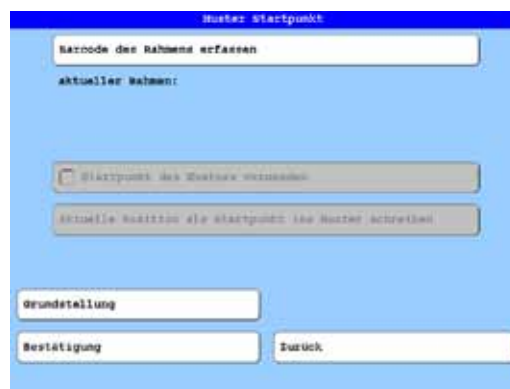 Muster Startpunkt
Barcode des Rahmens erfassen
aktueller Rahmen:
Startpunkt des Musters verwenden
Aktuelle Position als Startpunkt ins Muster schreiben
Grundstellung
Bestätigung
Zurück